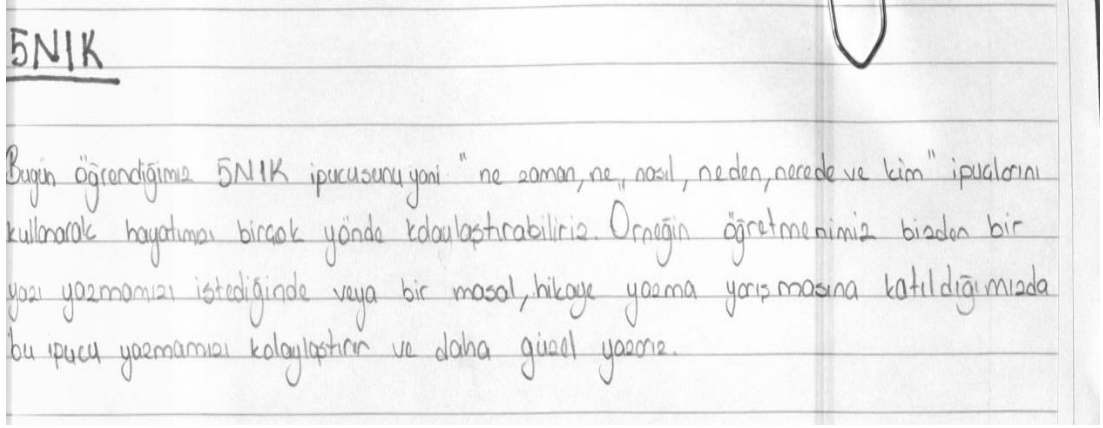 5N1K
Bugün öğrendiğimiz 5N1K ipucusunu yani "ne zaman, ne, nasıl, neden, nerede ve kim" ipuçlarını
kullanarak hayatımızı birçok yönde kolaylaştırabiliriz. Örneğin öğretmenimiz bizden bir
yazı yazmamızı istediğinde veya bir masal, hikaye yazma yarışmasına katıldığımızda
bu ipucu yazmamızı kolaylaştırır ve daha güzel yazarız.